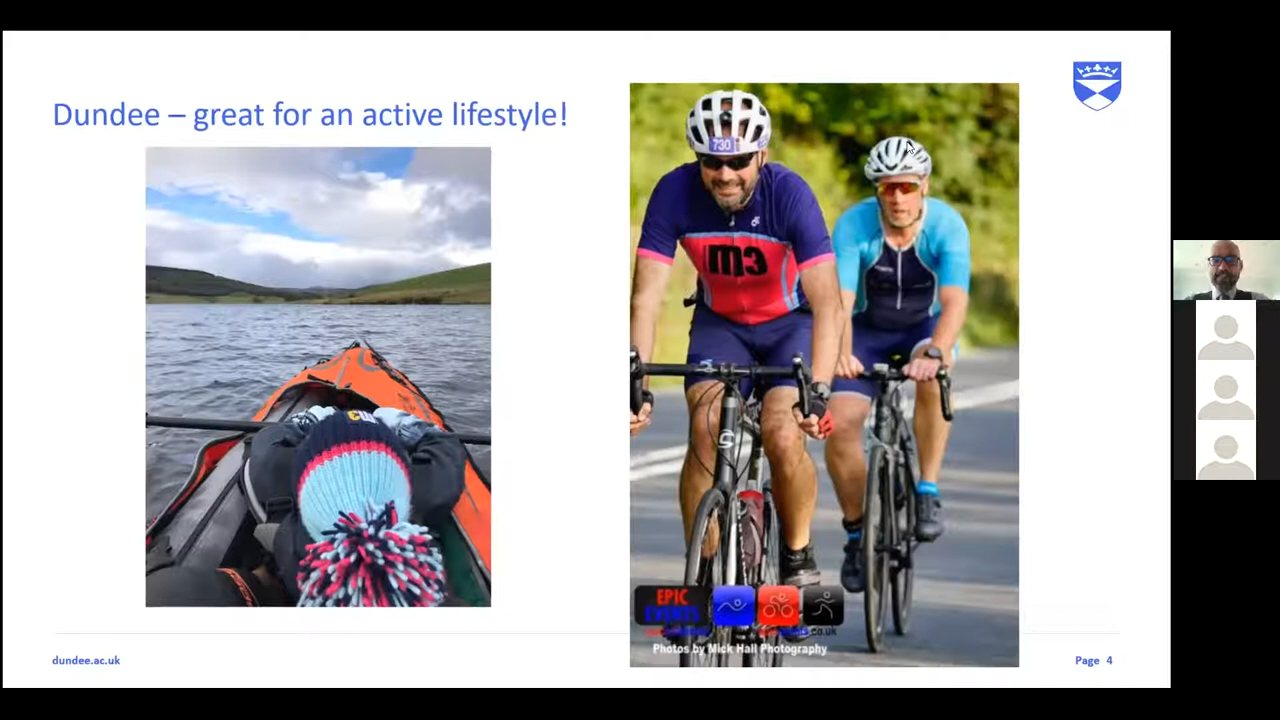 Dundee – great for an active lifestyle!
730
m3
EPIC
EVENTS
Photos by Mick Hall Photography
dundee.ac.uk
Page 4